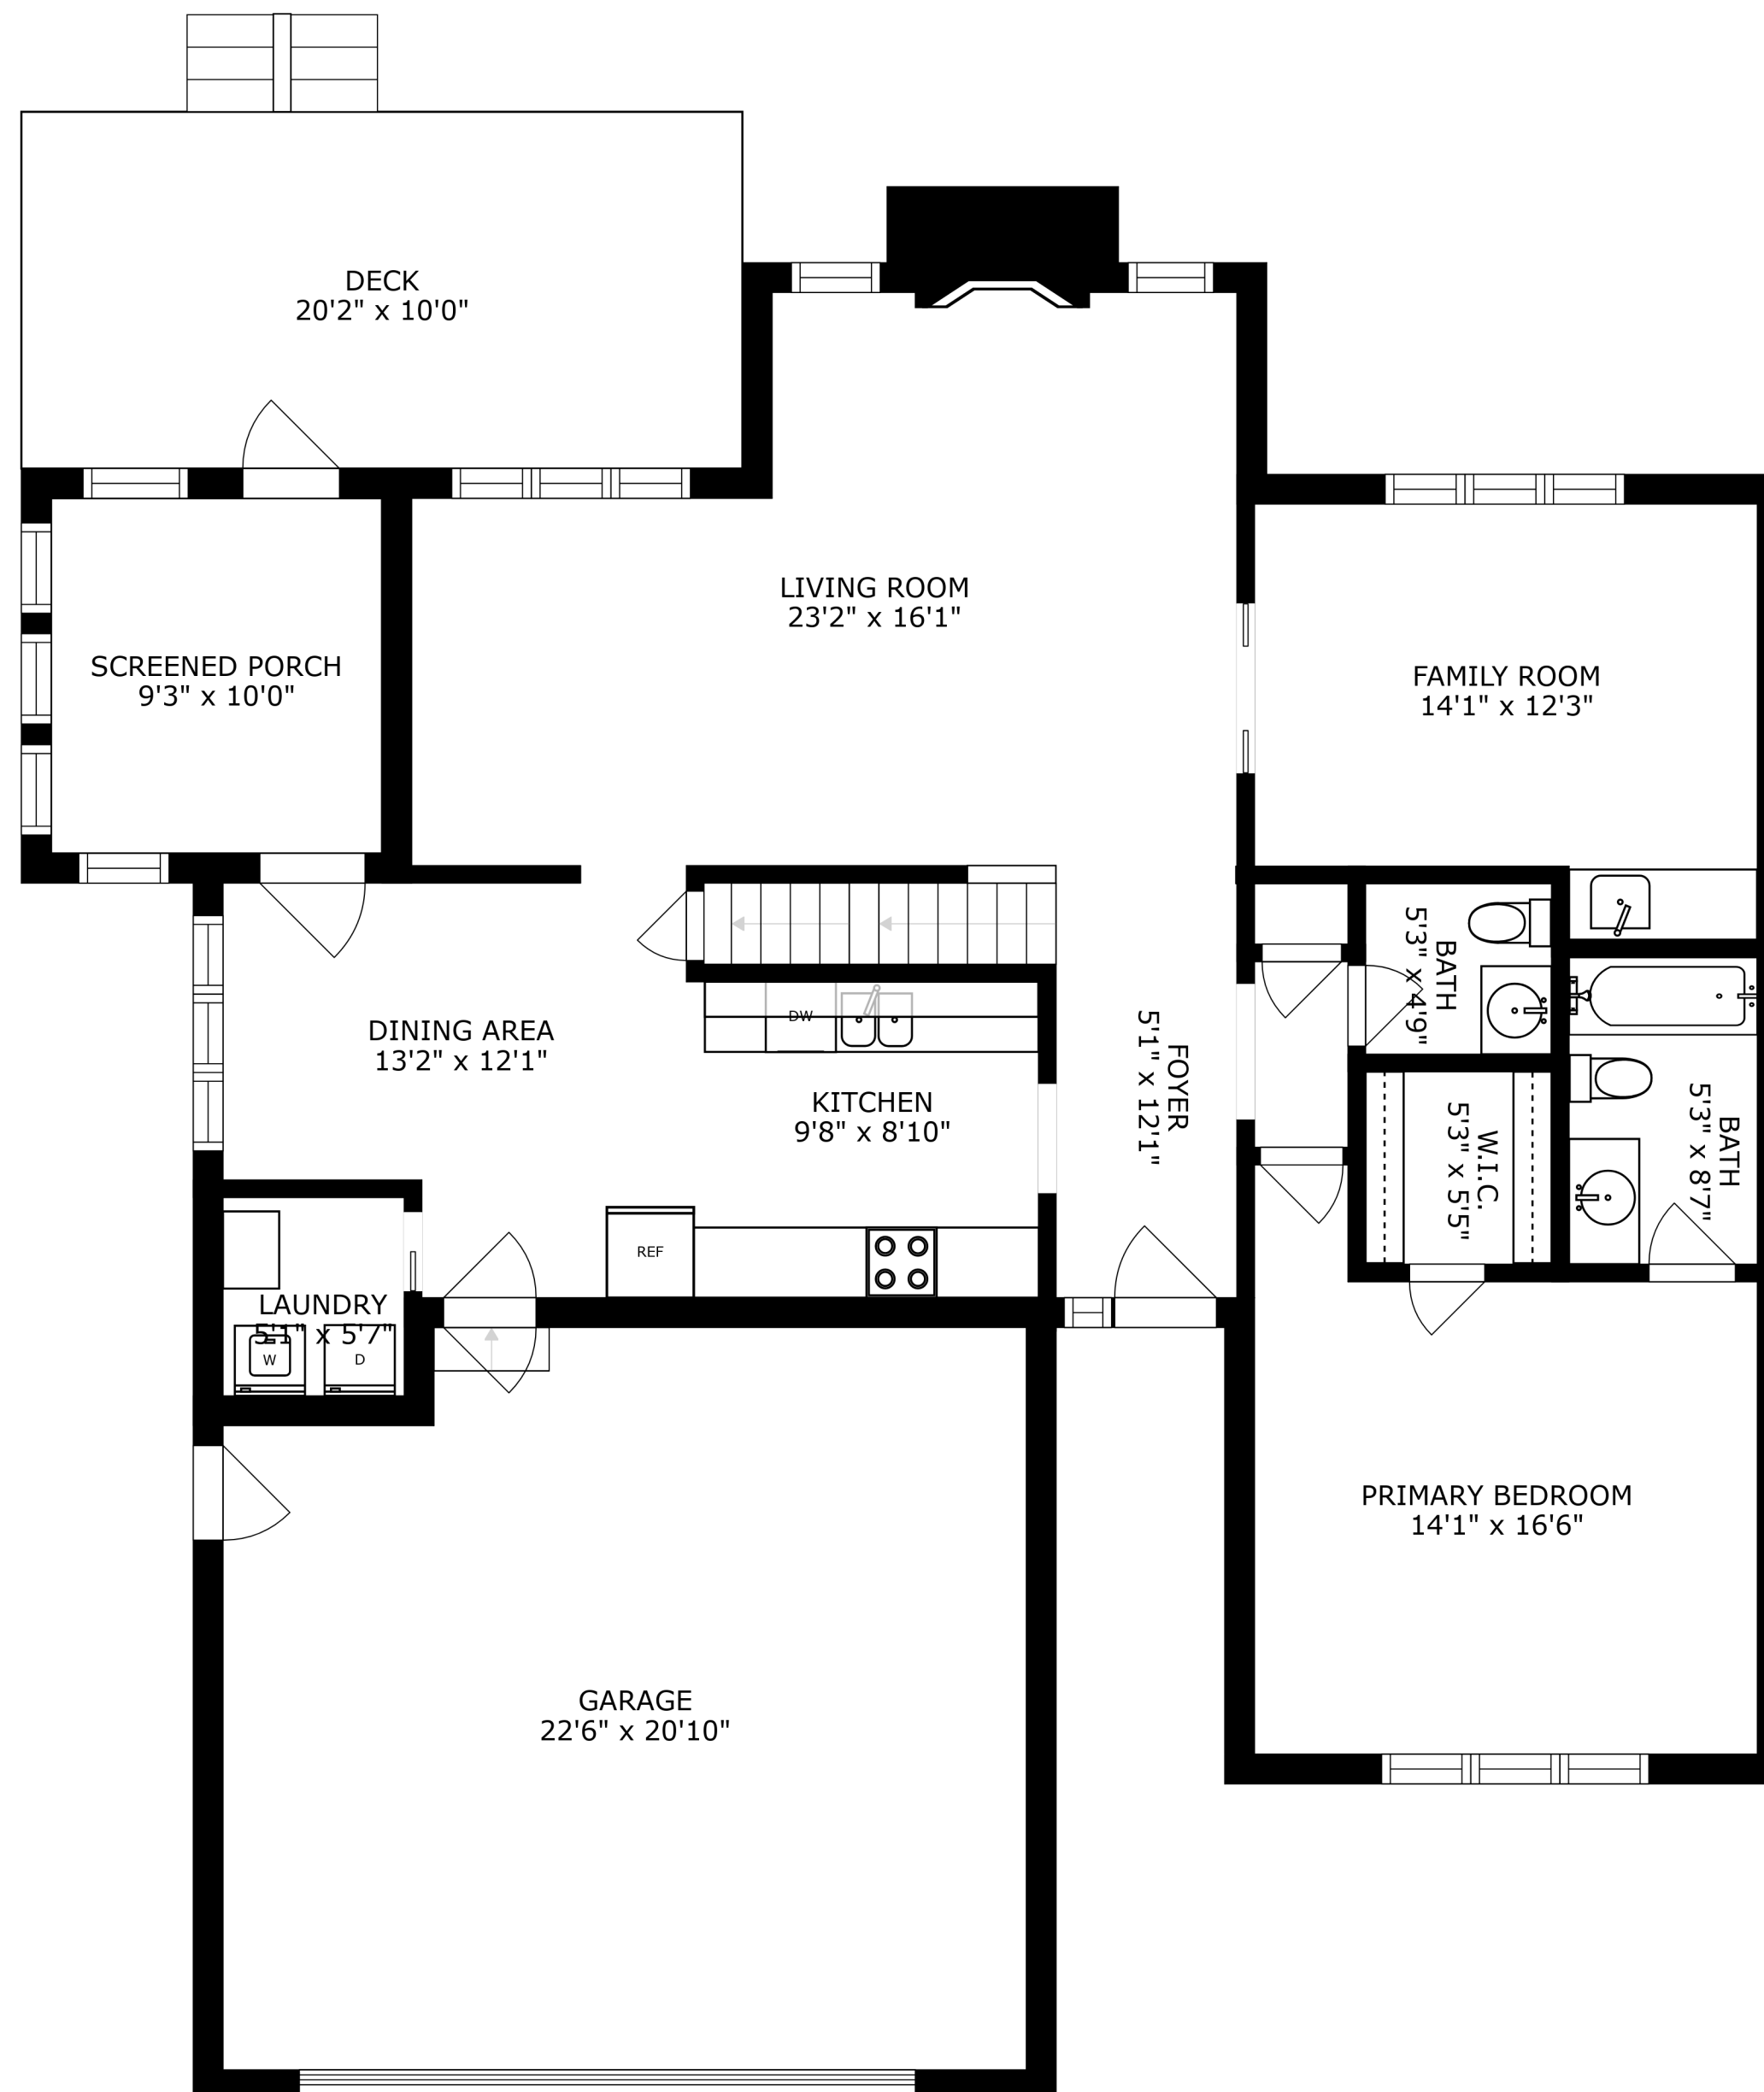 DECK
20'2" x 10'0"
LIVING ROOM
23'2" x 16'1"
SCREENED PORCH
9'3" x 10'0"
FAMILY ROOM
14'1" x 12'3"
BATH
5'3" x 4'9"
DINING AREA
13'2" x 12'1"
DW
KITCHEN
9'8" x 8'10"
FOYER
5'1" x 12'1"
W.I.C.
5'3" x 5'5"
BATH
5'3" x 8'7"
REF
LAUNDRY
5'1" x 5'7"
W
D
PRIMARY BEDROOM
14'1" x 16'6"
GARAGE
22'6" x 20'10"